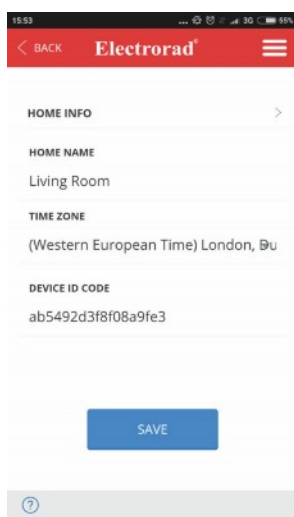 15:53 ... 3G 55%
BACK Electrorad®
HOME INFO
HOME NAME
Living Room
TIME ZONE
(Western European Time) London, Du
DEVICE ID CODE
ab5492d3f8f08a9fe3
SAVE
?